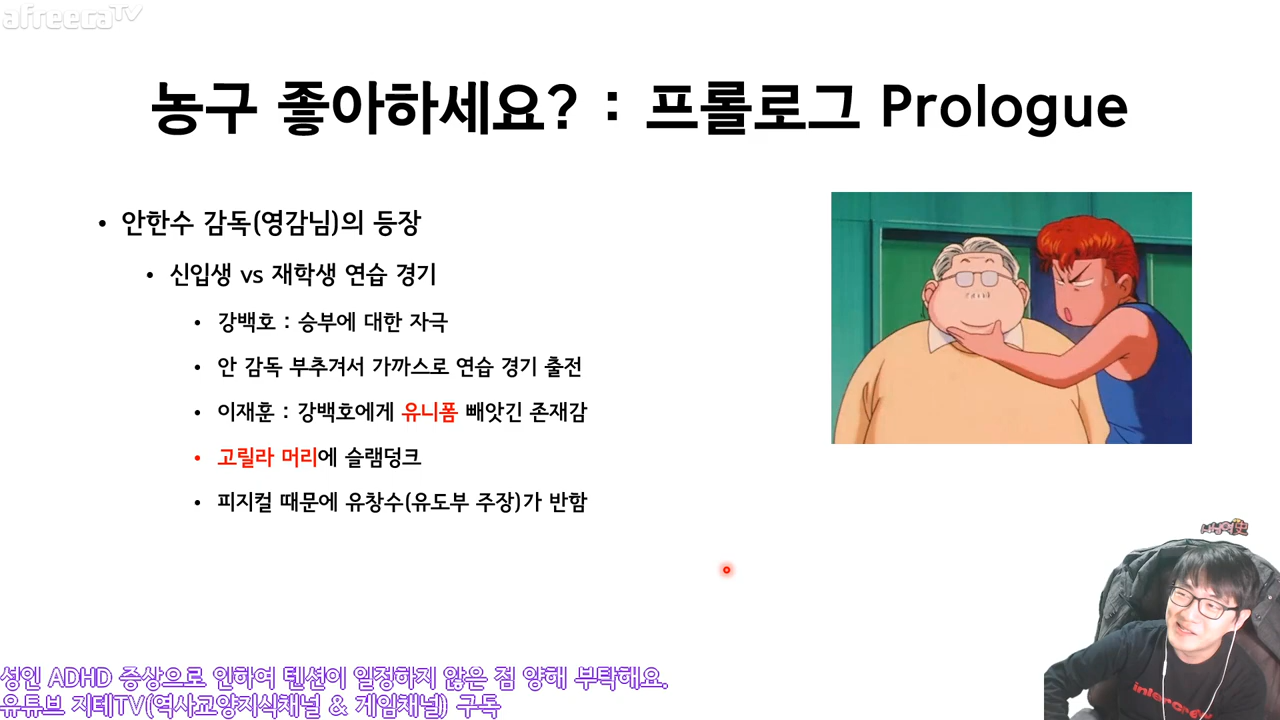 afreecaTV
농구 좋아하세요? : 프롤로그 Prologue
• 안한수 감독(영감님)의 등장
• 신입생 vs 재학생 연습 경기
• 강백호 : 승부에 대한 자극
• 안 감독 부추겨서 가까스로 연습 경기 출전
• 이재훈 : 강백호에게 유니폼 빼앗긴 존재감
• 고릴라 머리에 슬램덩크
• 피지컬 때문에 유창수(유도부 주장)가 반함
성인 ADHD 증상으로 인하여 텐션이 일정하지 않은 점 양해 부탁해요.
유튜브 지테TV(역사교양지식채널 & 게임채널) 구독